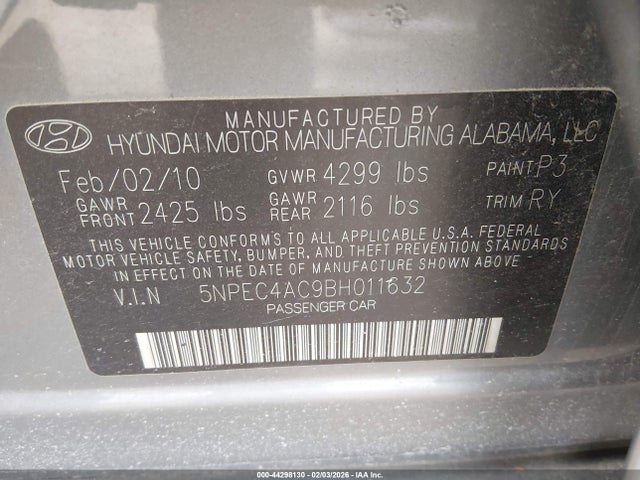 MANUFACTURED BY
HYUNDAI MOTOR MANUFACTURING ALABAMA, LLC
Feb/02/10 GVWR 4299 lbs PAINT P3
GAWR FRONT 2425 lbs GAWR REAR 2116 lbs TRIM RY
THIS VEHICLE CONFORMS TO ALL APPLICABLE U.S.A. FEDERAL
MOTOR VEHICLE SAFETY, BUMPER, AND THEFT PREVENTION STANDARDS
IN EFFECT ON THE DATE OF MANUFACTURE SHOWN ABOVE.
V.I.N 5NPEC4AC9BH011632
PASSENGER CAR
000-44298130 - 02/03/2026 - IAA Inc. Copyright